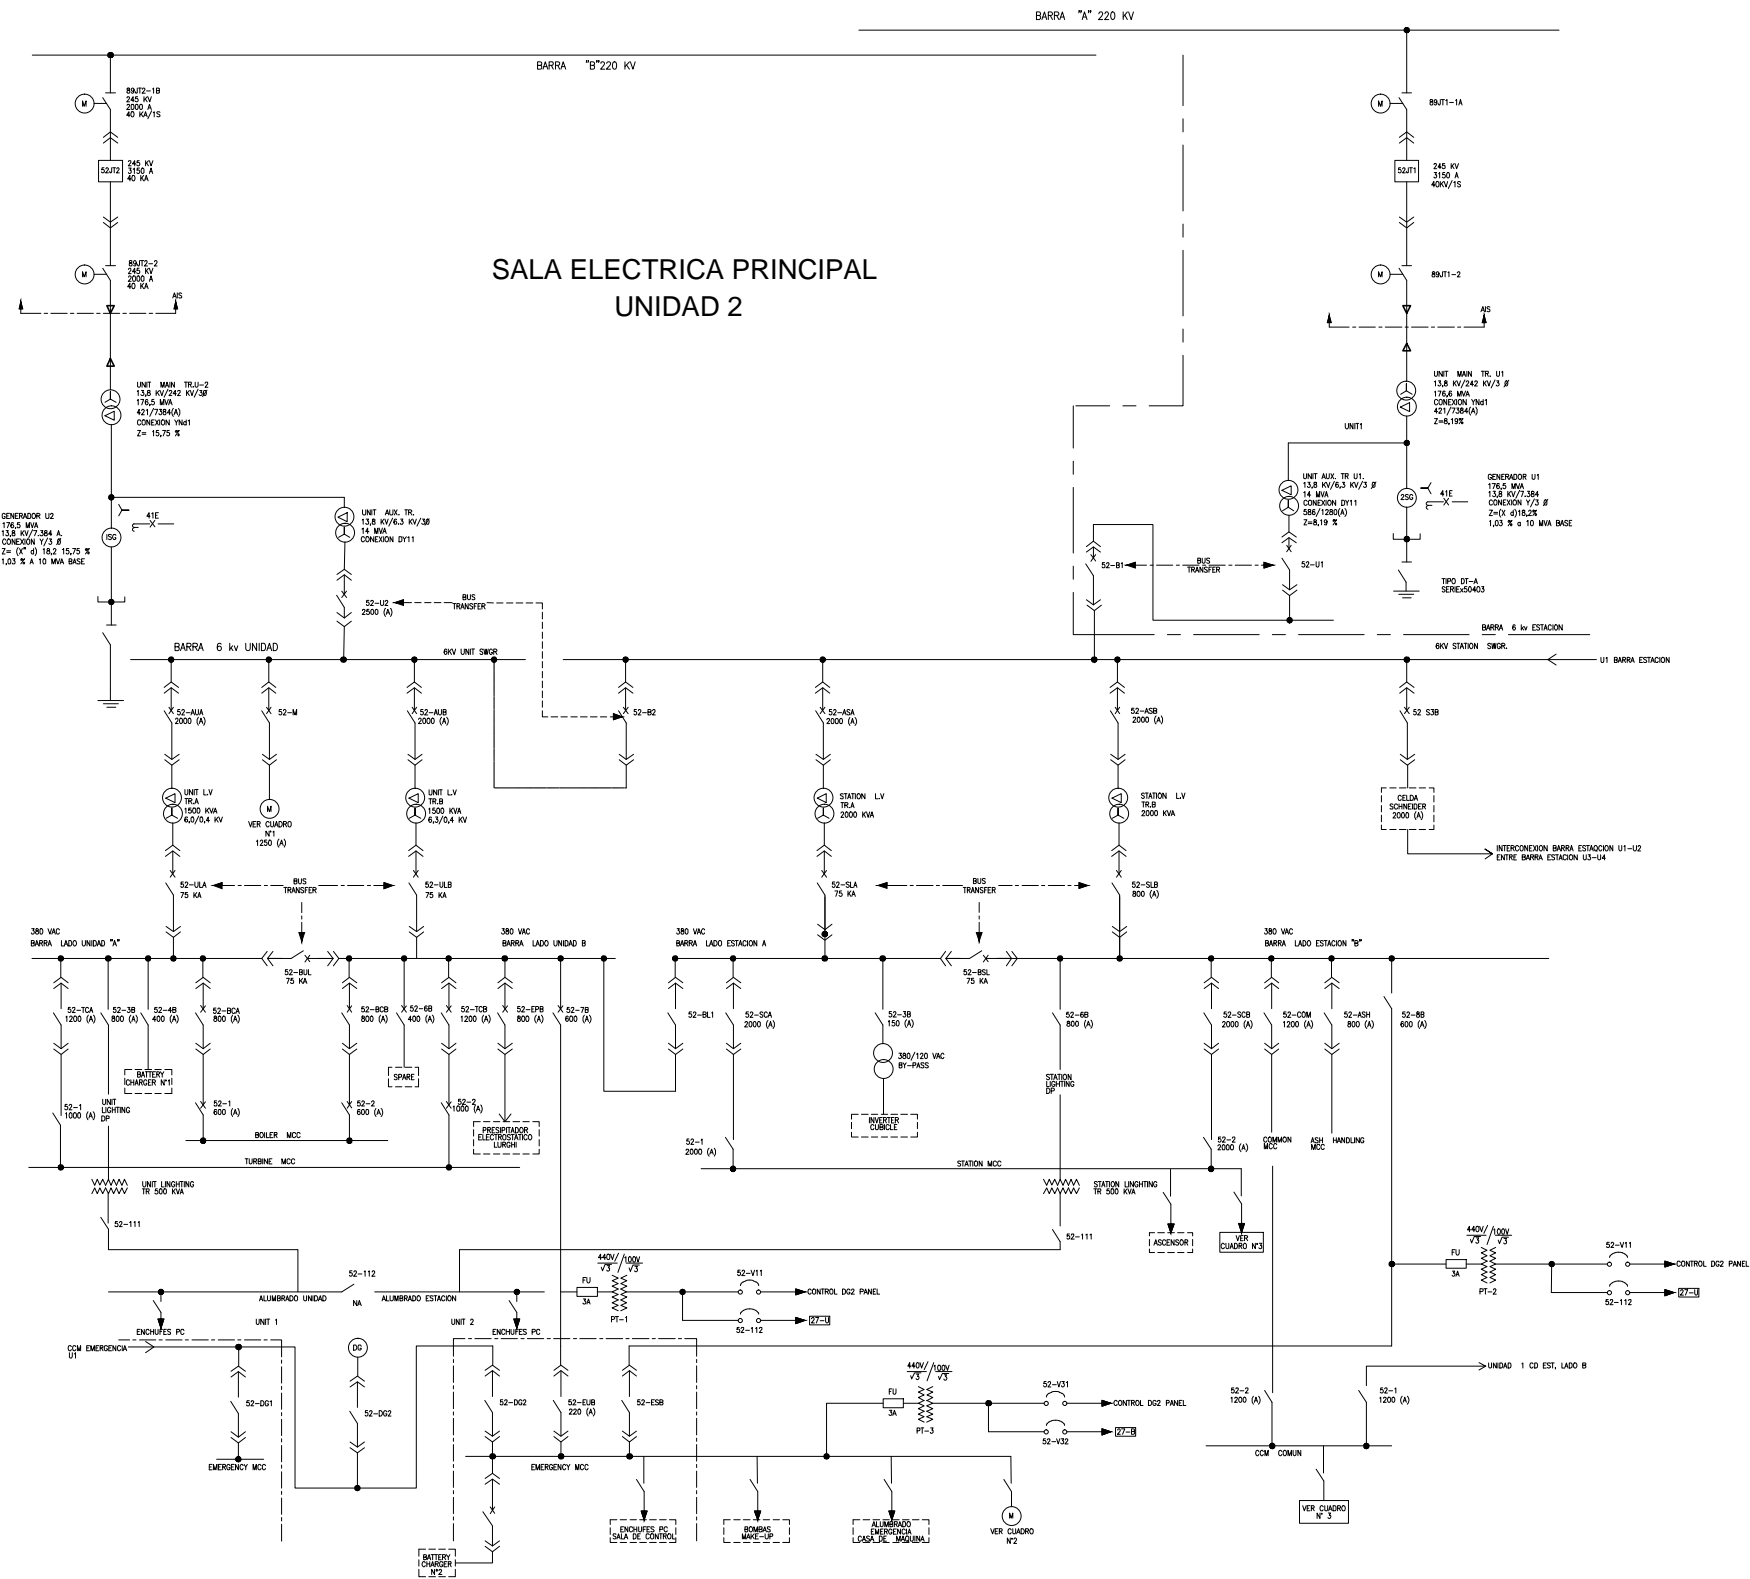 BARRA "A" 220 KV
BARRA "B"220 KV
89JT2-1B
245 KV
2000 A
40 KA/1S
M
52JT2
245 KV
3150 A
40 KA
89JT2-2
245 KV
2000 A
40 KA
M
AIS
SALA ELECTRICA PRINCIPAL
UNIDAD 2
M
89JT1-1A
52JT1
245 KV
3150 A
40KV/1S
M
89JT1-2
AIS
UNIT MAIN TR.U-2
13,8 KV/242 KV/3Ø
176,5 MVA
421/7384(A)
CONEXION YNd1
Z= 15,75 %
UNIT MAIN TR. U1
13,8 KV/242 KV/3 Ø
176,6 MVA
CONEXION YNd1
421/7384(A)
Z=8,19%
UNIT1
GENERADOR U2
176,5 MVA
13,8 KV/7.384 A.
CONEXIÓN Y/3 Ø
Z= (X" d) 18,2 15,75 %
1,03 % A 10 MVA BASE
ISG
41E
UNIT AUX. TR.
13,8 KV/6.3 KV/3Ø
14 MVA
CONEXION DY11
UNIT AUX. TR U1.
13,8 KV/6,3 KV/3 Ø
14 MVA
CONEXION DY11
586/1280(A)
Z=8,19 %
2SG
41E
GENERADOR U1
176,5 MVA
13,8 KV/7.384
CONEXION Y/3 Ø
Z=(X d)18,2%
1,03 % a 10 MVA BASE
52-B1
BUS
TRANSFER
52-U1
TIPO DT-A
SERIEx50403
52-U2
2500 (A)
BUS
TRANSFER
BARRA 6 kv ESTACION
BARRA 6 kv UNIDAD
6KV UNIT SWGR
6KV STATION SWGR.
U1 BARRA ESTACION
52-AUA
2000 (A)
52-M
52-AUB
2000 (A)
52-B2
52-ASA
2000 (A)
52-ASB
2000 (A)
52 S3B
UNIT L.V
TR.A
1500 KVA
6,0/0,4 KV
M
VER CUADRO
N°1
1250 (A)
UNIT L.V
TR.B
1500 KVA
6,3/0,4 KV
STATION L.V
TR.A
2000 KVA
STATION L.V
TR.B
2000 KVA
CELDA
SCHNEIDER
2000 (A)
INTERCONEXION BARRA ESTAQCION U1-U2
ENTRE BARRA ESTACION U3-U4
52-ULA
75 KA
BUS
TRANSFER
52-ULB
75 KA
52-SLA
75 KA
BUS
TRANSFER
52-SLB
800 (A)
380 VAC
BARRA LADO UNIDAD "A"
380 VAC
BARRA LADO UNIDAD B
380 VAC
BARRA LADO ESTACION A
380 VAC
BARRA LADO ESTACION "B"
52-BUL
75 KA
52-BSL
75 KA
52-TCA
1200 (A)
52-3B
800 (A)
52-4B
400 (A)
52-BCA
800 (A)
52-BCB
800 (A)
52-6B
400 (A)
52-TCB
1200 (A)
52-EPB
800 (A)
52-7B
600 (A)
52-BL1
52-SCA
2000 (A)
52-3B
150 (A)
52-6B
800 (A)
52-SCB
2000 (A)
52-COM
1200 (A)
52-ASH
800 (A)
52-8B
600 (A)
380/120 VAC
BY-PASS
BATTERY
CHARGER N°1
SPARE
STATION
LIGHTING
DP
52-1
1000 (A)
UNIT
LIGHTING
DP
52-1
600 (A)
52-2
600 (A)
52-2
1000 (A)
PRESIPITADOR
ELECTROSTATICO
LURGHI
INVERTER
CUBICLE
BOILER MCC
52-1
2000 (A)
52-2
2000 (A)
COMMON
MCC
ASH HANDLING
MCC
TURBINE MCC
STATION MCC
UNIT LINGHTING
TR 500 KVA
STATION LINGHTING
TR 500 KVA
52-111
52-111
ASCENSOR
VER
CUADRO N°3
52-112
NA
ALUMBRADO UNIDAD
ALUMBRADO ESTACION
440V/√3 /100V √3
FU
3A
PT-1
52-V11
CONTROL DG2 PANEL
52-112
27-U
440V/√3 /100V √3
FU
3A
PT-2
52-V11
CONTROL DG2 PANEL
52-112
27-U
ENCHUFES PC
UNIT 1
UNIT 2
ENCHUFES PC
CCM EMERGENCIA
U1
DG
52-DG1
52-DG2
52-DG2
52-EUB
220 (A)
52-ESB
440V/√3 /100V √3
FU
3A
PT-3
52-V31
CONTROL DG2 PANEL
52-V32
27-B
UNIDAD 1 CD EST, LADO B
52-2
1200 (A)
52-1
1200 (A)
CCM COMUN
EMERGENCY MCC
EMERGENCY MCC
ENCHUFES PC
SALA DE CONTROL
BOMBAS
MAKE-UP
ALUMBRADO
EMERGENCIA
CASA DE MAQUINA
M
VER CUADRO
N°2
VER CUADRO
N° 3
BATTERY
CHARGER
N°2